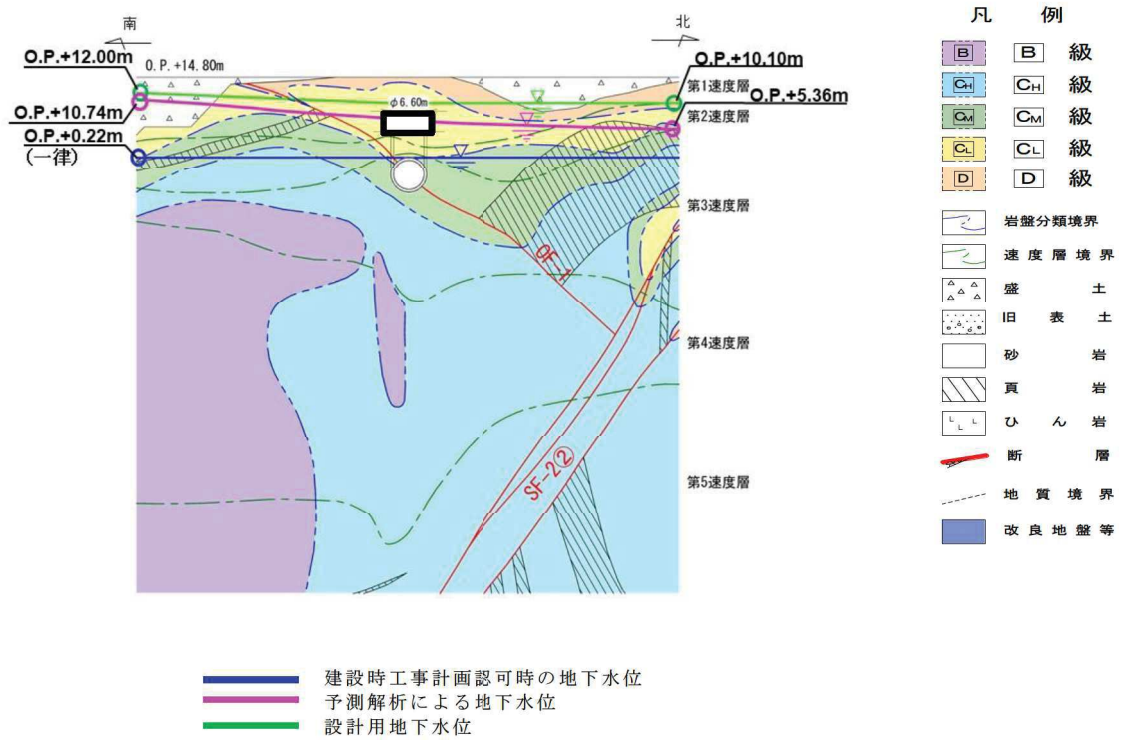 南
北
O.P.+12.00m
O.P.+14.80m
O.P.+10.74m
O.P.+0.22m
(一律)
φ6.60m
O.P.+10.10m
O.P.+5.36m
第1速度層
第2速度層
第3速度層
第4速度層
第5速度層
OF-1
SF-2②
凡 例
B B 級
CH CH 級
CM CM 級
CL CL 級
D D 級
岩盤分類境界
速度層境界
盛 土
旧 表 土
砂 岩
頁 岩
ひ ん 岩
断 層
地 質 境 界
改 良 地 盤 等
建設時工事計画認可時の地下水位
予測解析による地下水位
設計用地下水位